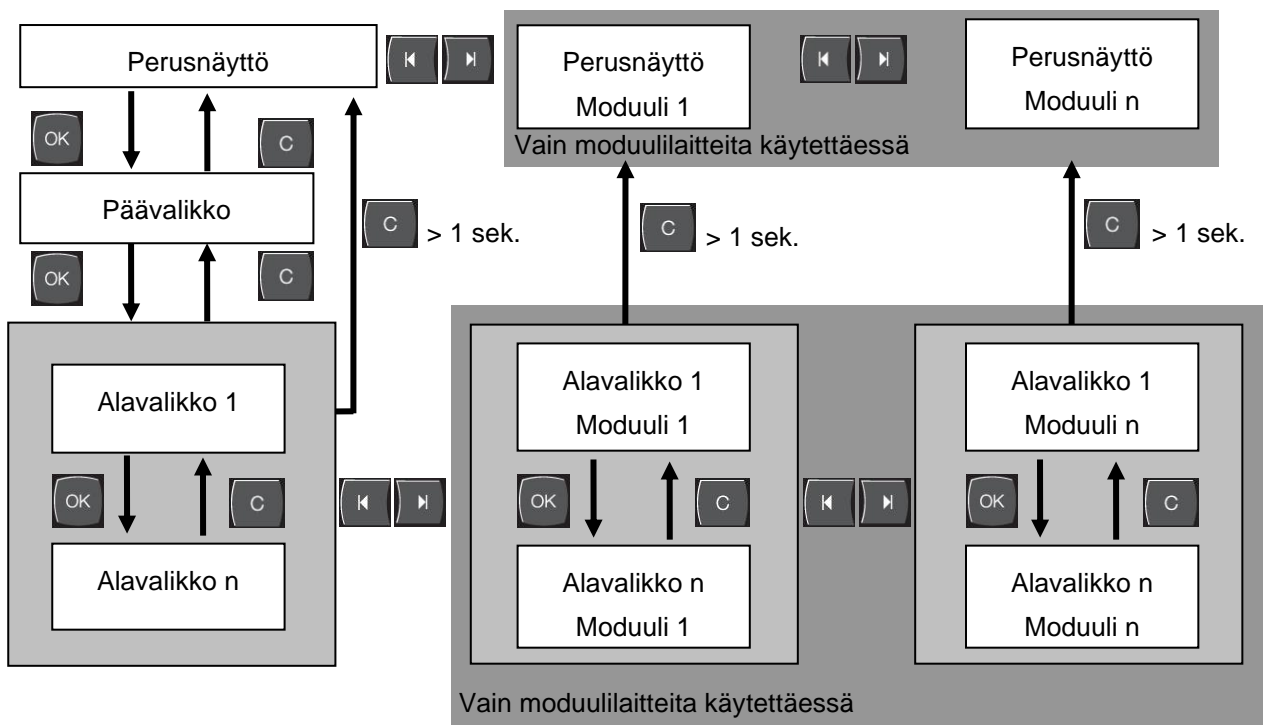 Perusnäyttö
Perusnäyttö
Moduuli 1
Perusnäyttö
Moduuli n
Vain moduulilaitteita käytettäessä
OK
C
Päävalikko
C
> 1 sek.
C
> 1 sek.
C
> 1 sek.
OK
C
Alavalikko 1
Alavalikko 1
Moduuli 1
Alavalikko 1
Moduuli n
OK
C
OK
C
OK
C
Alavalikko n
Alavalikko n
Moduuli 1
Alavalikko n
Moduuli n
Vain moduulilaitteita käytettäessä